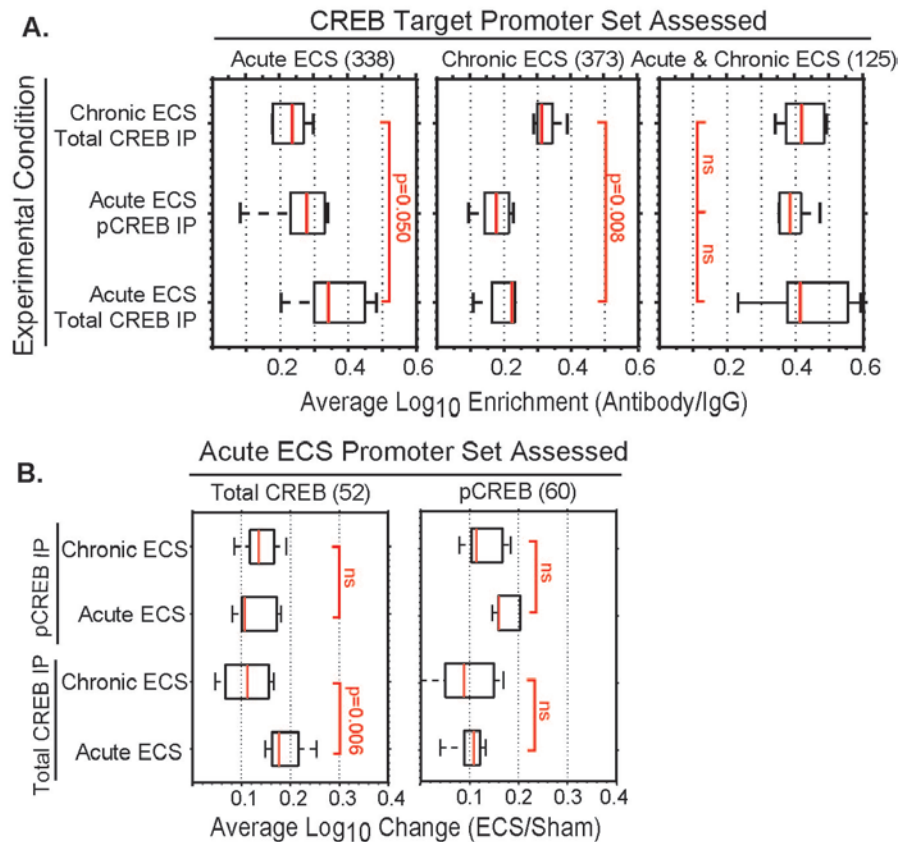 A.
CREB Target Promoter Set Assessed
Acute ECS (338)
Chronic ECS (373)
Acute & Chronic ECS (125)
Experimental Condition
Chronic ECS
Total CREB IP
Acute ECS
pCREB IP
Acute ECS
Total CREB IP
p=0.050
p=0.008
ns
ns
0.2 0.4 0.6
0.2 0.4 0.6
0.2 0.4 0.6
Average Log10 Enrichment (Antibody/IgG)
B.
Acute ECS Promoter Set Assessed
Total CREB (52)
pCREB (60)
pCREB IP
Chronic ECS
Acute ECS
Total CREB IP
Chronic ECS
Acute ECS
ns
p=0.006
ns
ns
0.1 0.2 0.3 0.4
0.1 0.2 0.3 0.4
Average Log10 Change (ECS/Sham)